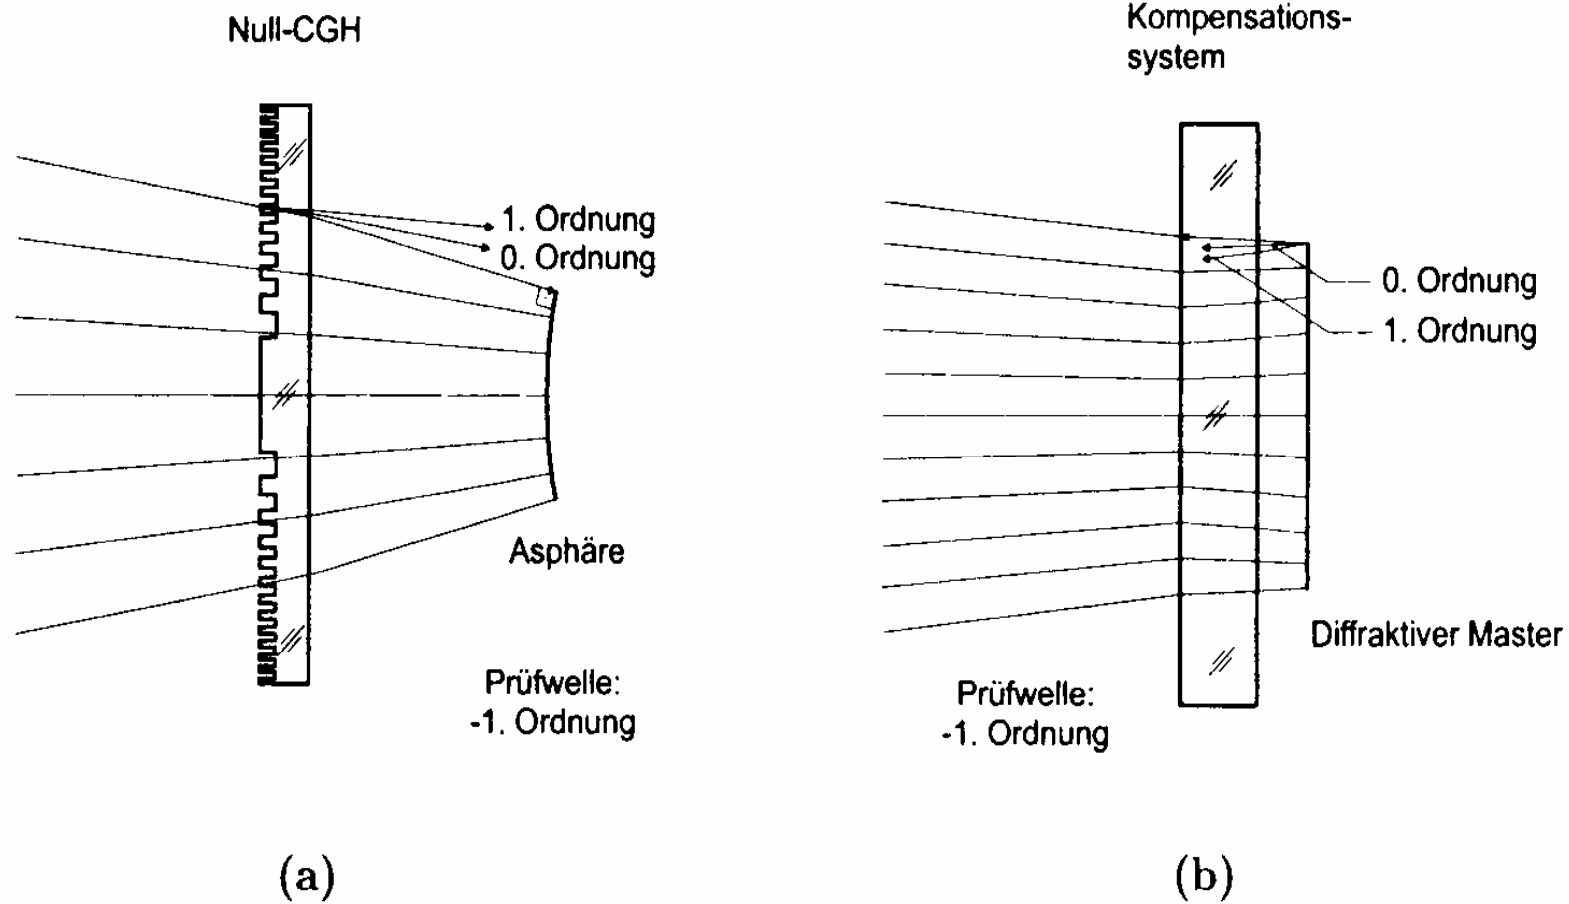 Null-CGH
1. Ordnung
0. Ordnung
Asphäre
Prüfwelle:
-1. Ordnung
(a)
Kompensations-
system
0. Ordnung
1. Ordnung
Diffraktiver Master
Prüfwelle:
-1. Ordnung
(b)